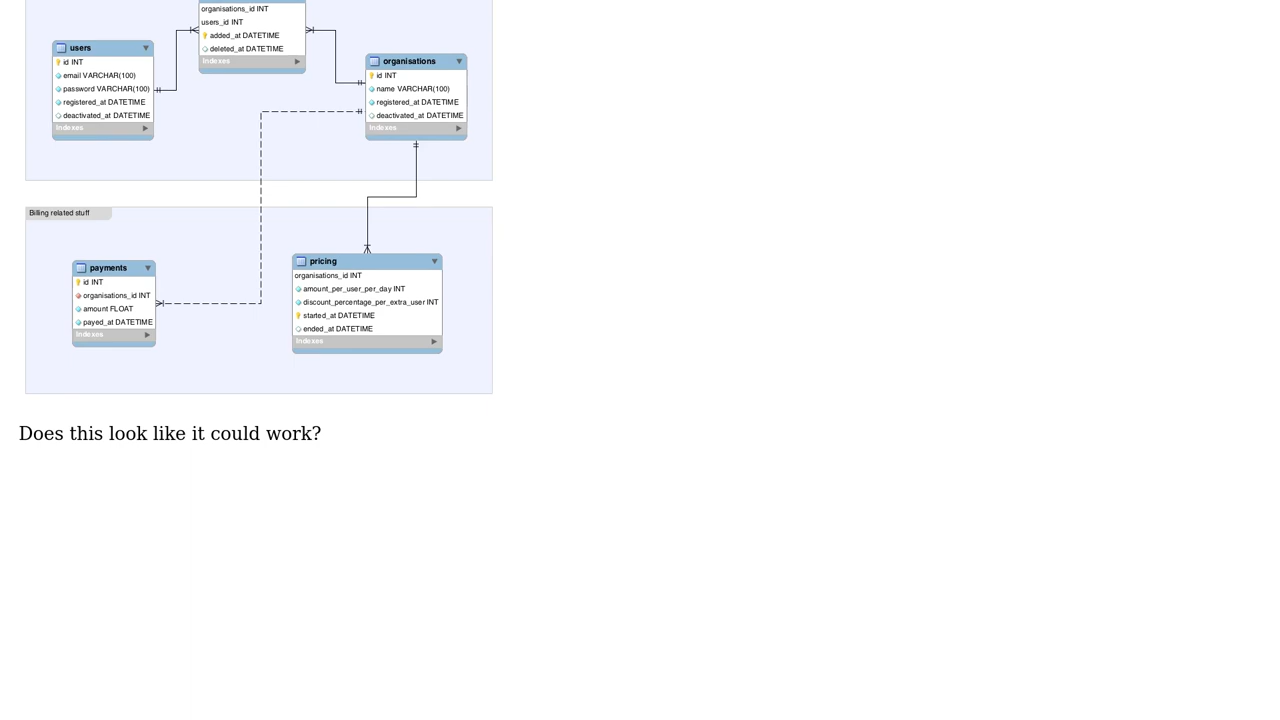 organisations_id INT
users_id INT
added_at DATETIME
deleted_at DATETIME
Indexes
users
id INT
email VARCHAR(100)
password VARCHAR(100)
registered_at DATETIME
deactivated_at DATETIME
Indexes
organisations
id INT
name VARCHAR(100)
registered_at DATETIME
deactivated_at DATETIME
Indexes
Billing related stuff
payments
id INT
organisations_id INT
amount FLOAT
payed_at DATETIME
Indexes
pricing
organisations_id INT
amount_per_user_per_day INT
discount_percentage_per_extra_user INT
started_at DATETIME
ended_at DATETIME
Indexes
Does this look like it could work?